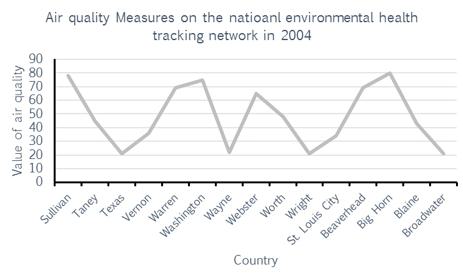 Air quality Measures on the natioanl environmental health
tracking network in 2004
Value of air quality
90
80
70
60
50
40
30
20
10
0
Sullivan
Taney
Texas
Vernon
Warren
Washington
Wayne
Webster
Worth
Wright
St Louis City
Beaverhead
Big Horn
Blaine
Broadwater
Country